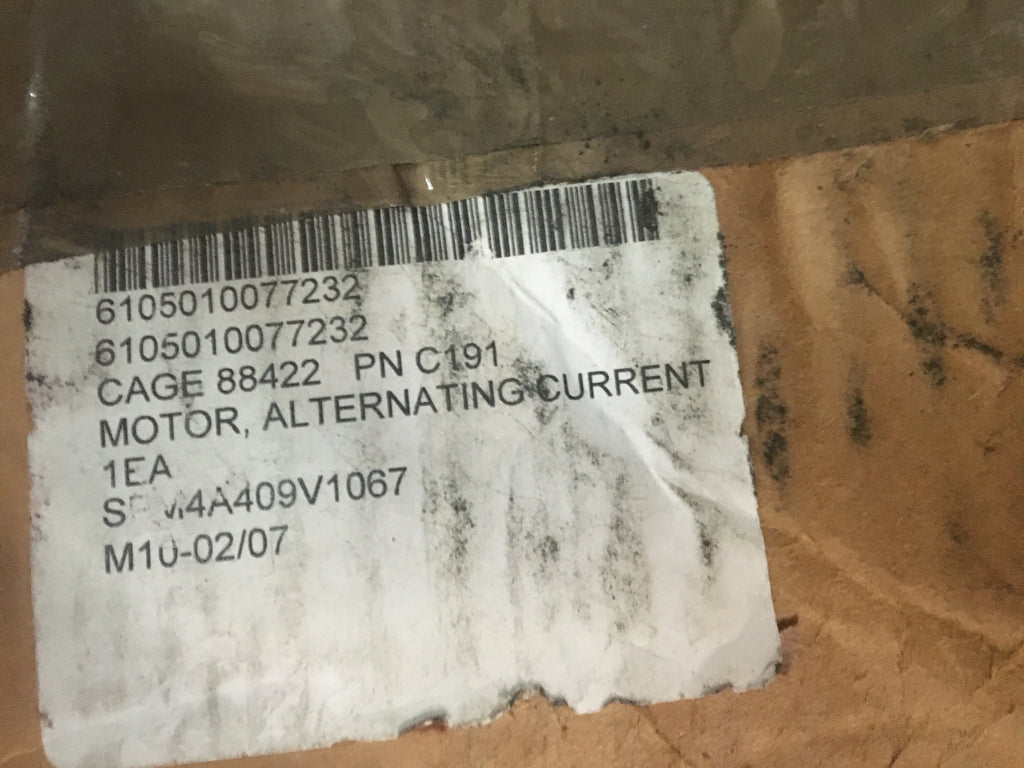 6105010077232
6105010077232
CAGE 88422 PN C191
MOTOR, ALTERNATING CURRENT
1EA
M10-02/07